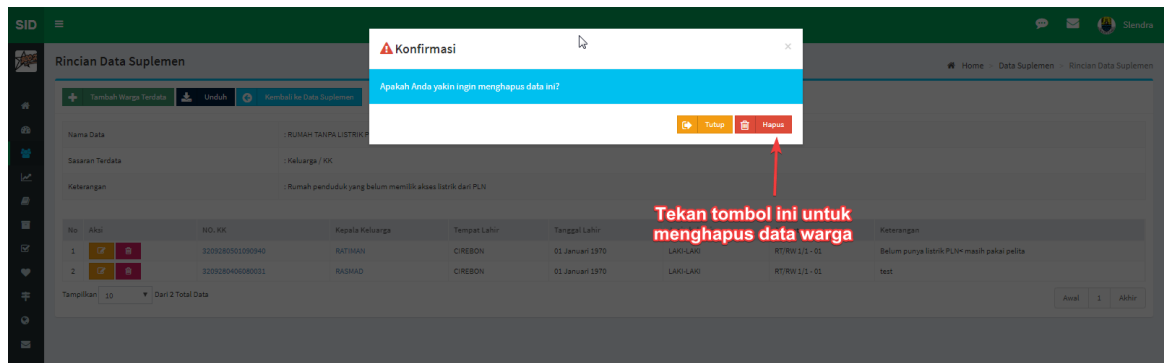 SID
Slendra
Konfirmasi
×
Rincian Data Suplemen
Home
Data Suplemen
Rincian Data Suplemen
Apakah Anda yakin ingin menghapus data ini?
Tambah Warga Terdata
Unduh
Kembali ke Data Suplemen
Tutup
Hapus
Nama Data
: RUMAH TANPA LISTRIK
Sasaran Terdata
: Keluarga / KK
Keterangan
: Rumah penduduk yang belum memilik akses listrik dari PLN
Tekan tombol ini untuk
menghapus data warga
No Aksi NO. KK Kepala Keluarga Tempat Lahir Tanggal Lahir Keterangan
1 3209280501090940 RATIMAN CIREBON 01 Januari 1970 LAKI-LAKI RT/RW 1/1 - 01 Belum punya listrik PLN masih pakai pelita
2 3209280406080031 RASMAD CIREBON 01 Januari 1970 LAKI-LAKI RT/RW 1/1 - 01 test
Tampilkan 10 Dari 2 Total Data
Awal 1 Akhir